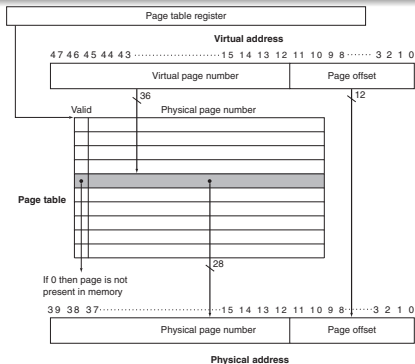 Page table register
Virtual address
47 46 45 44 43 ························ 15 14 13 12 11 10 9 8 ······· 3 2 1 0
Virtual page number Page offset
36 12
Valid Physical page number
Page table
28
If 0 then page is not
present in memory
39 38 37 ································ 15 14 13 12 11 10 9 8 ······· 3 2 1 0
Physical page number Page offset
Physical address